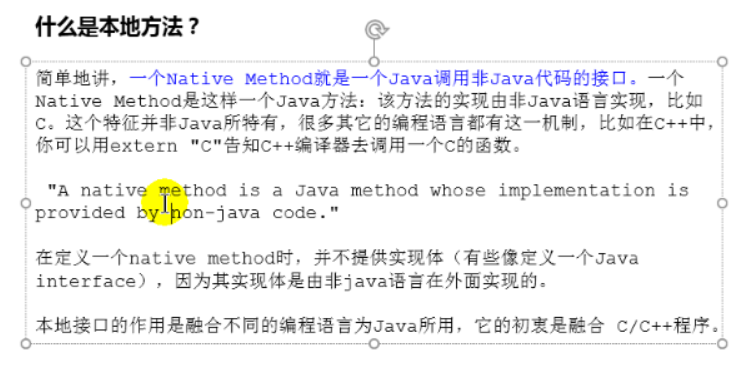 什么是本地方法？
简单地讲，一个Native Method就是一个Java调用非Java代码的接口。一个
Native Method是这样一个Java方法：该方法的实现由非Java语言实现，比如
C。这个特征并非Java所特有，很多其它的编程语言都有这一机制，比如在C++中，
你可以用extern "C"告知C++编译器去调用一个C的函数。
"A native method is a Java method whose implementation is
provided by non-java code."
在定义一个native method时，并不提供实现体（有些像定义一个Java
interface），因为其实现体是由非java语言在外面实现的。
本地接口的作用是融合不同的编程语言为Java所用，它的初衷是融合 C/C++程序。